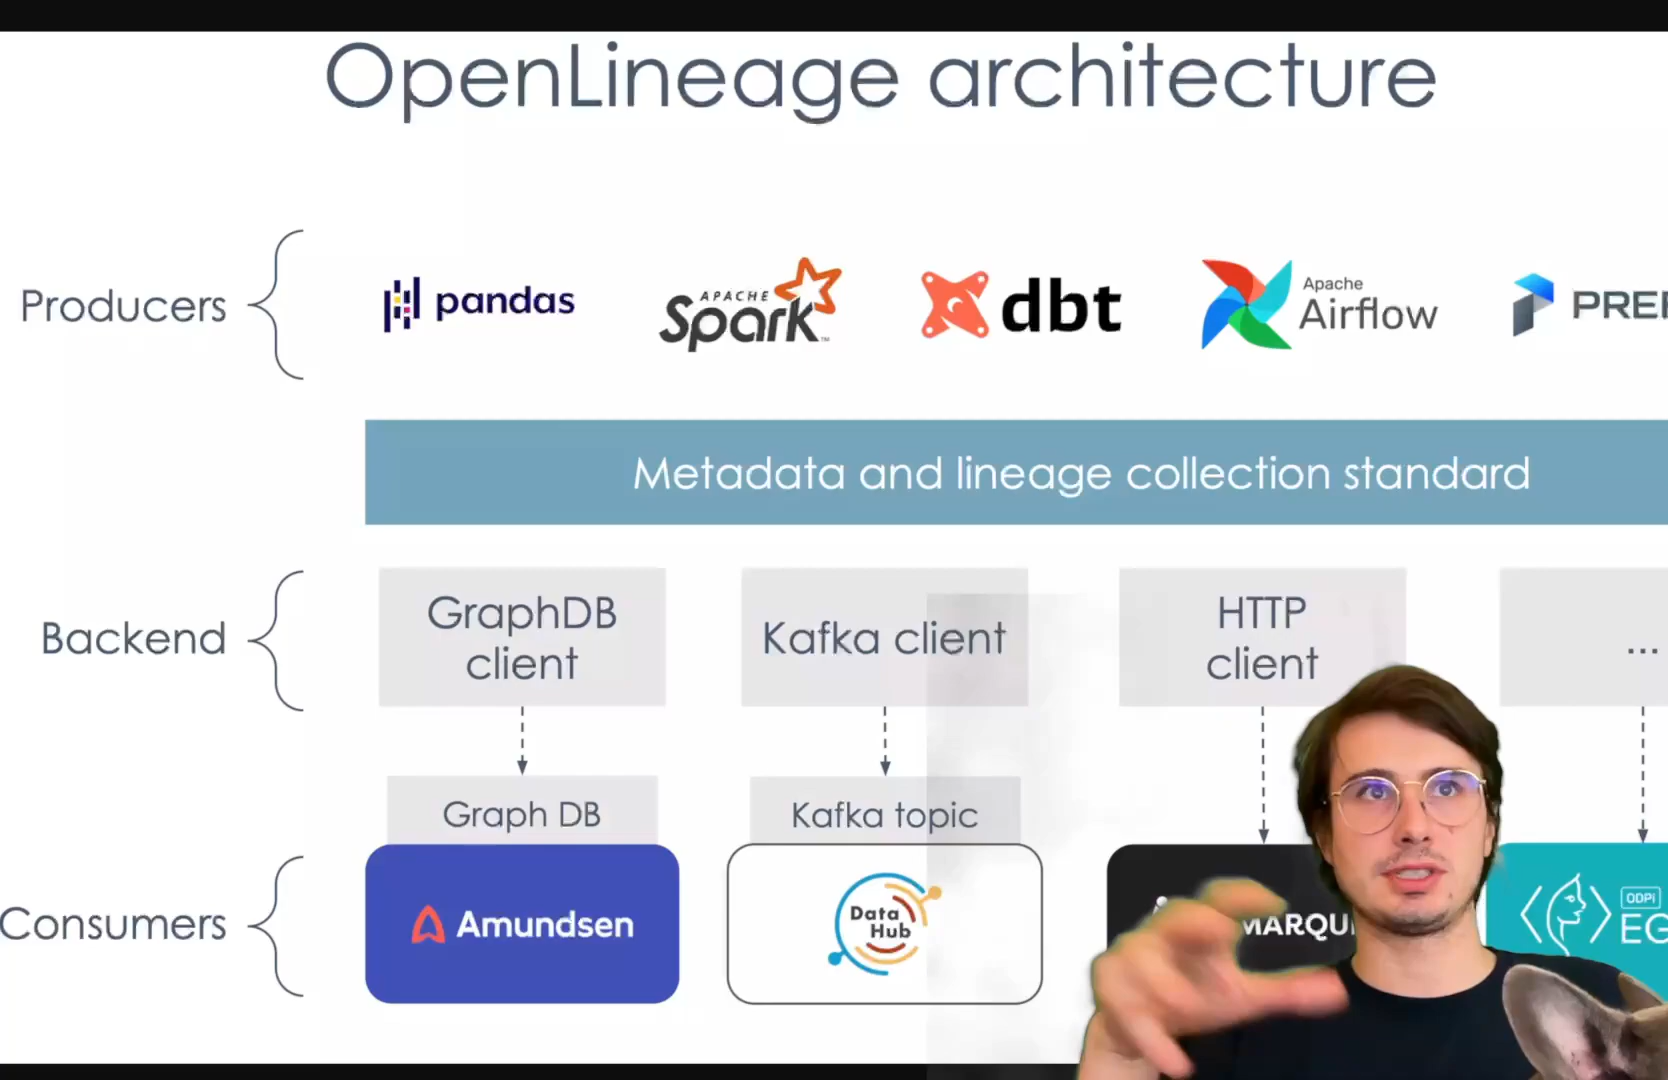 OpenLineage architecture
Producers
pandas
APACHE
Spark™
dbt
Apache
Airflow
Metadata and lineage collection standard
Backend
GraphDB
client
Kafka client
HTTP
client
...
Graph DB
Kafka topic
Consumers
Amundsen
Data
Hub
ODPi